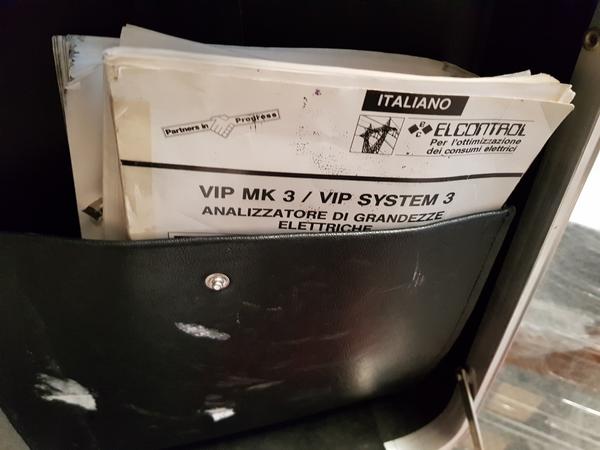 ITALIANO
Partners in Progress
ELCONTROL
Per l'ottimizzazione
dei consumi elettrici
VIP MK 3 / VIP SYSTEM 3
ANALIZZATORE DI GRANDEZZE
ELETTRICHE